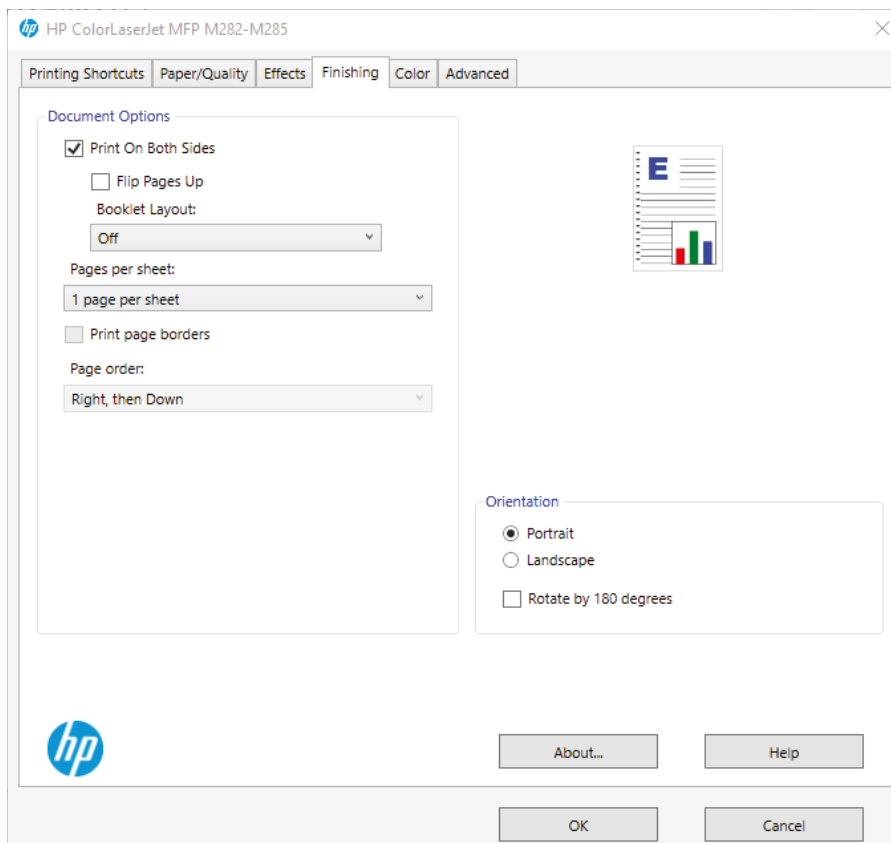 hp HP ColorLaserJet MFP M282-M285
Printing Shortcuts Paper/Quality Effects Finishing Color Advanced
Document Options
Print On Both Sides
Flip Pages Up
Booklet Layout:
Off
Pages per sheet:
1 page per sheet
Print page borders
Page order:
Right, then Down
E
Orientation
Portrait
Landscape
Rotate by 180 degrees
hp
About... Help
OK Cancel